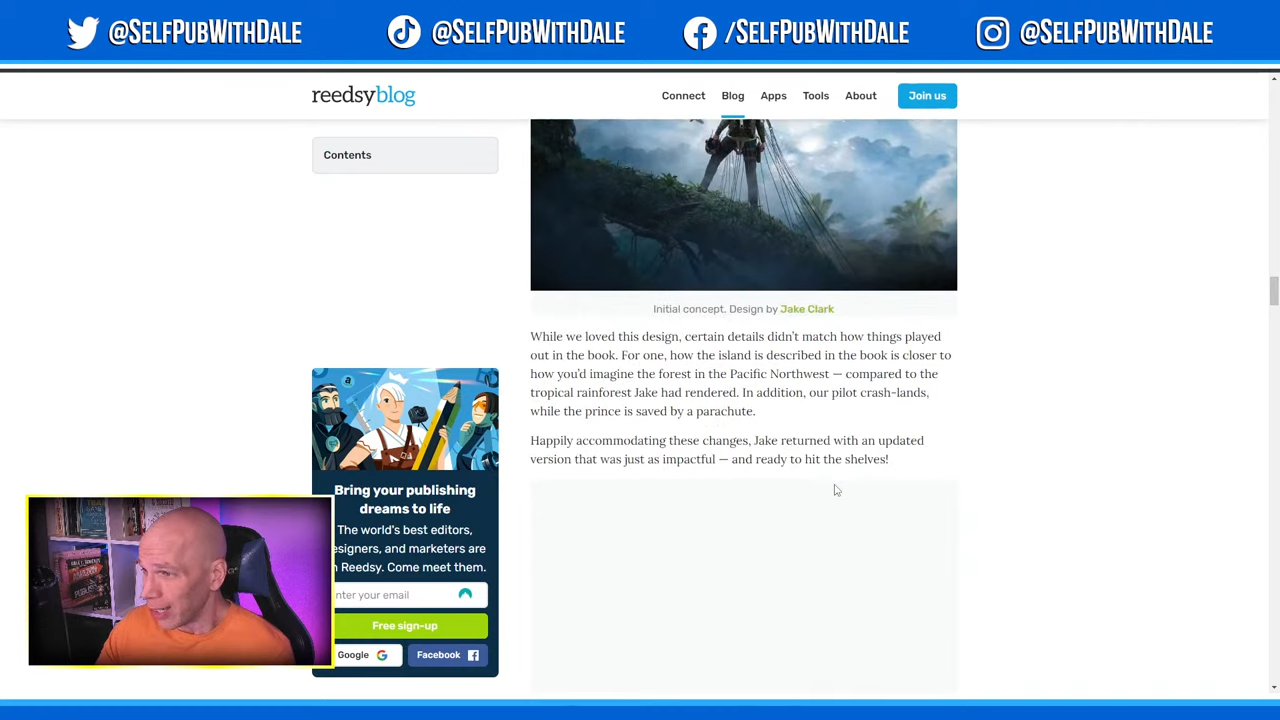 @SELFPUBWITHDALE
@SELFPUBWITHDALE
/SELFPUBWITHDALE
@SELFPUBWITHDALE
reedsyblog
Connect
Blog
Apps
Tools
About
Join us
Contents
Initial concept. Design by Jake Clark
While we loved this design, certain details didn't match how things played
out in the book. For one, how the island is described in the book is closer to
how you'd imagine the forest in the Pacific Northwest — compared to the
tropical rainforest Jake had rendered. In addition, our pilot crash-lands,
while the prince is saved by a parachute.
Happily accommodating these changes, Jake returned with an updated
version that was just as impactful — and ready to hit the shelves!
Bring your publishing
dreams to life
The world's best editors,
esigners, and marketers are
Reedsy. Come meet them.
nter your email
Free sign-up
Google
Facebook